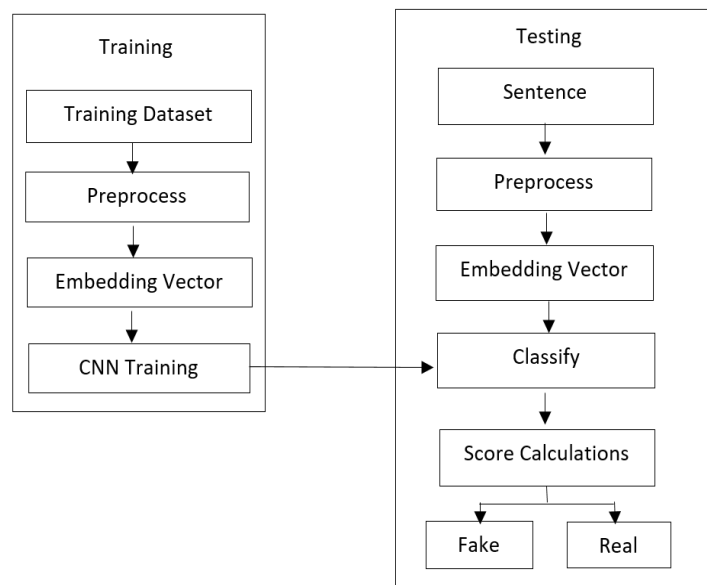 Training
Training Dataset
Preprocess
Embedding Vector
CNN Training
Testing
Sentence
Preprocess
Embedding Vector
Classify
Score Calculations
Fake
Real